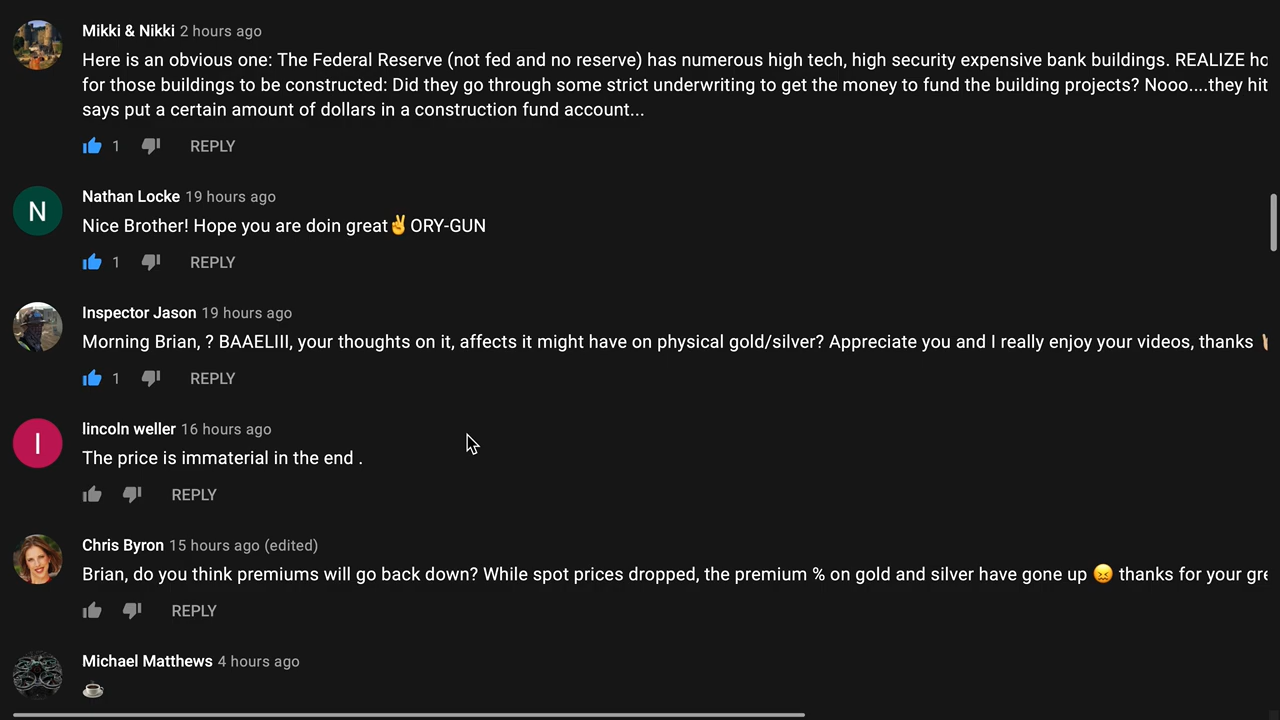 Mikki & Nikki 2 hours ago
Here is an obvious one: The Federal Reserve (not fed and no reserve) has numerous high tech, high security expensive bank buildings. REALIZE
for those buildings to be constructed: Did they go through some strict underwriting to get the money to fund the building projects? Nooo....they hit
says put a certain amount of dollars in a construction fund account...
1 REPLY
N
Nathan Locke 19 hours ago
Nice Brother! Hope you are doin great✌ORY-GUN
1 REPLY
Inspector Jason 19 hours ago
Morning Brian, ? BAAELIII, your thoughts on it, affects it might have on physical gold/silver? Appreciate you and I really enjoy your videos, thanks
1 REPLY
l
lincoln weller 16 hours ago
The price is immaterial in the end .
REPLY
Chris Byron 15 hours ago (edited)
Brian, do you think premiums will go back down? While spot prices dropped, the premium % on gold and silver have gone up 😖 thanks for your
REPLY
Michael Matthews 4 hours ago
☕